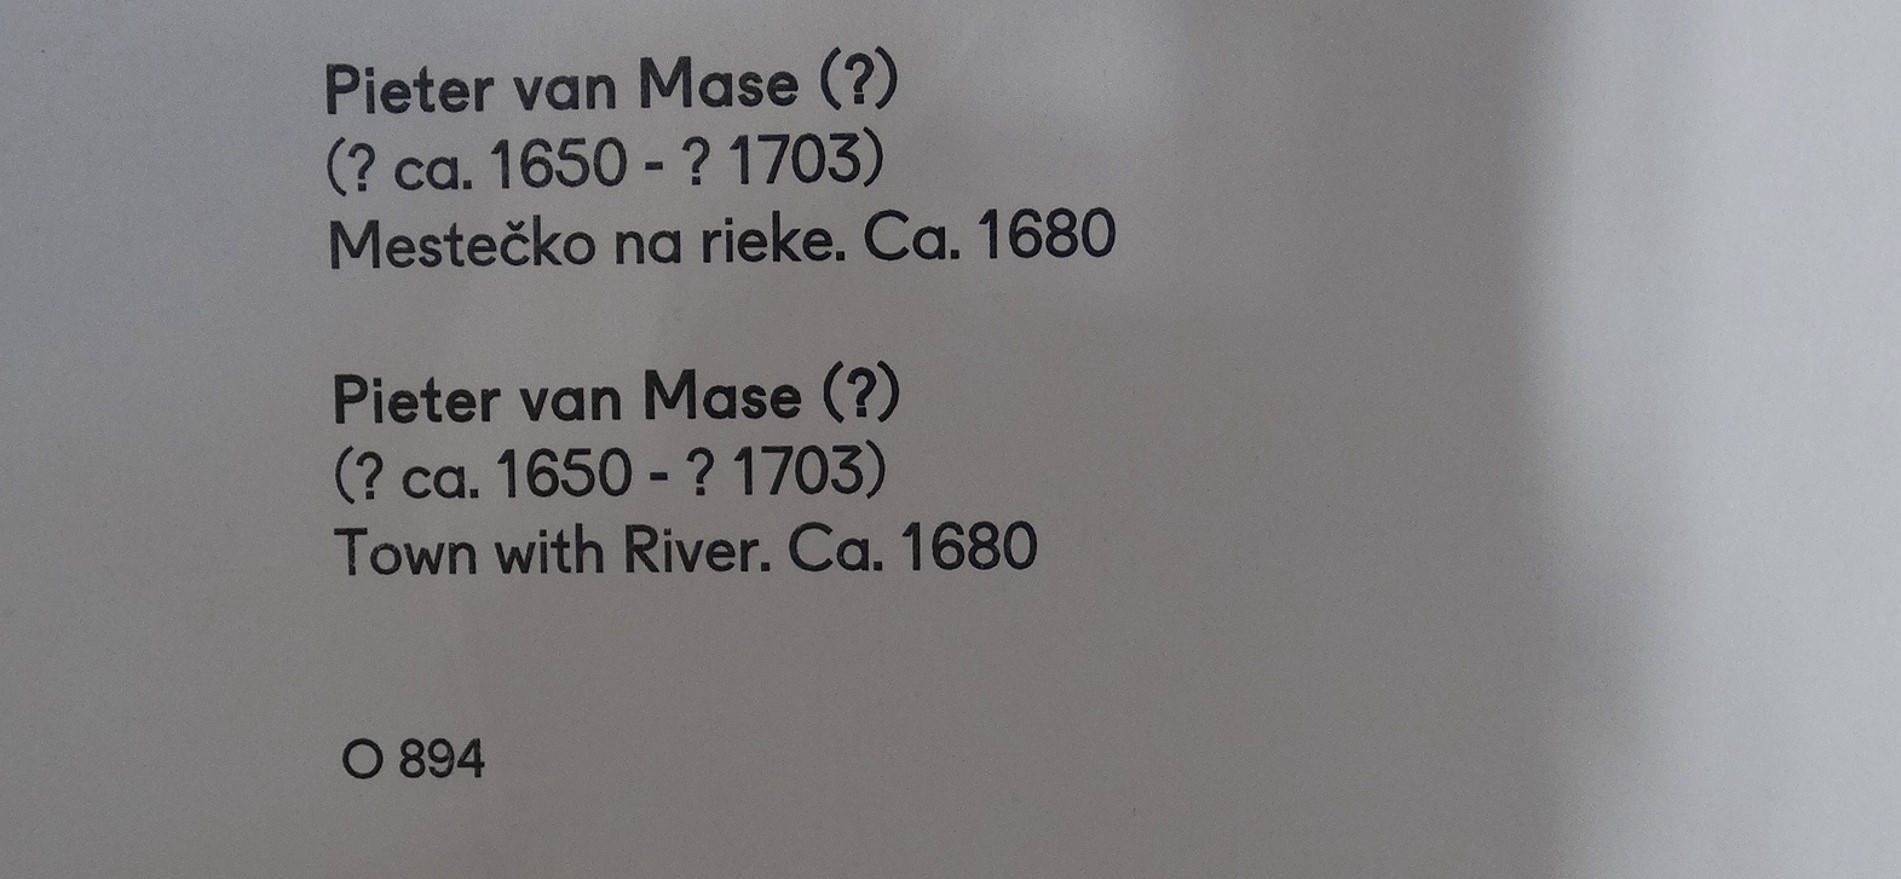 Pieter van Mase (?)
(? ca. 1650 - ? 1703)
Mestečko na rieke. Ca. 1680
Pieter van Mase (?)
(? ca. 1650 - ? 1703)
Town with River. Ca. 1680
O 894